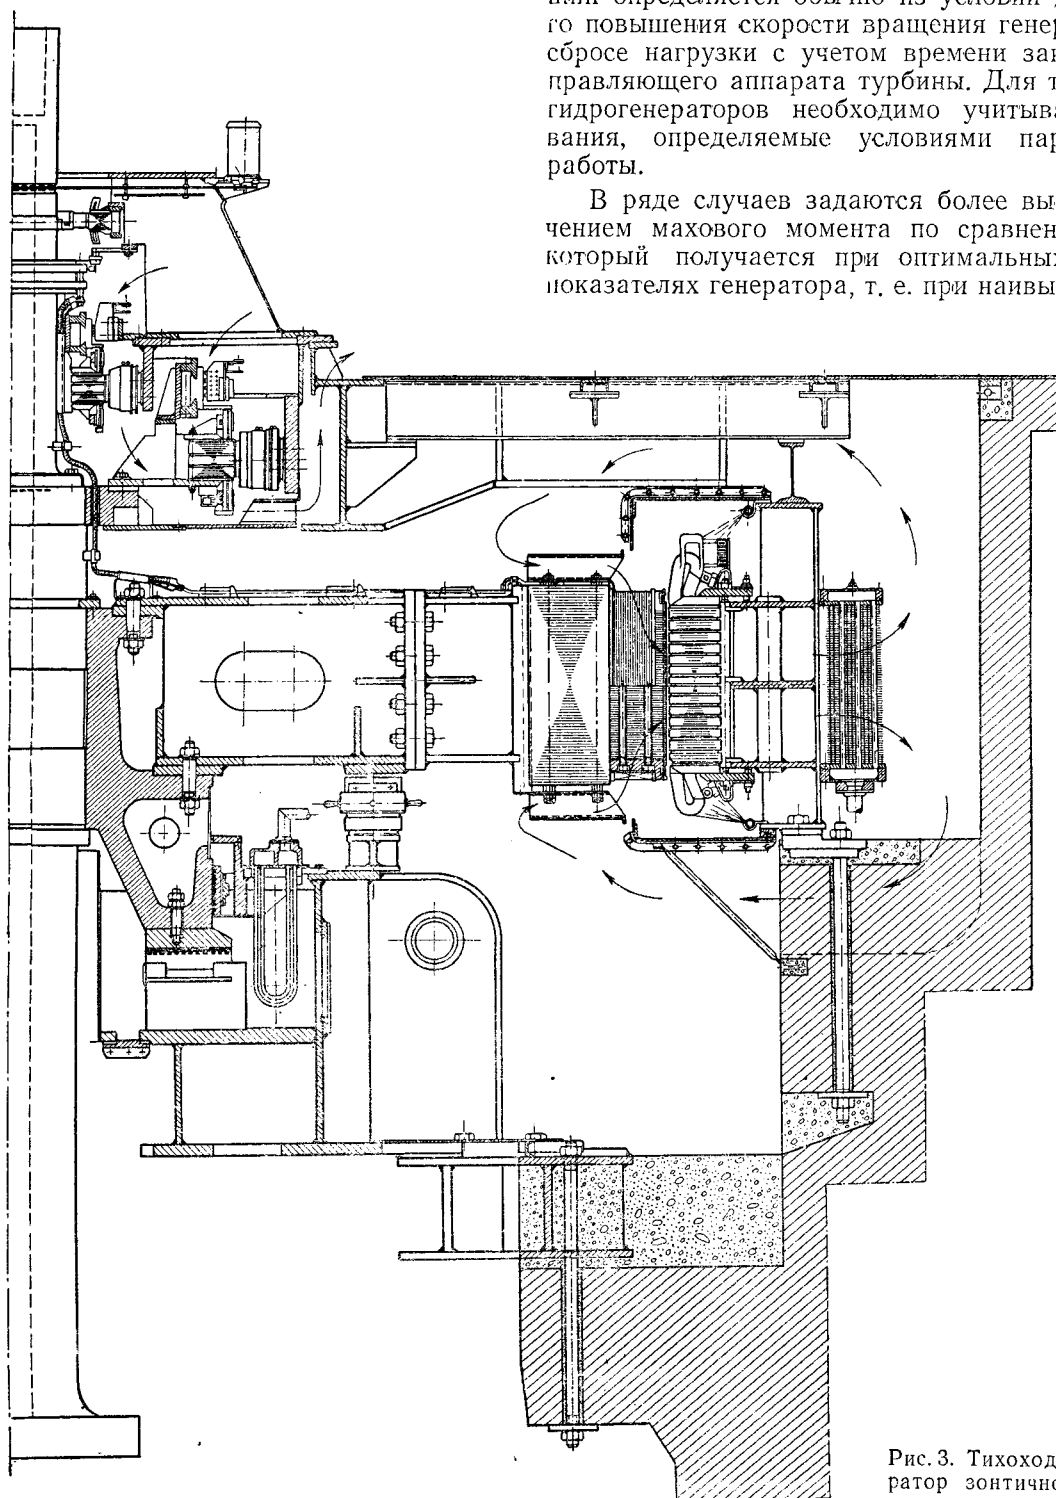 го повышения скорости вращения генер
сбросе нагрузки с учетом времени зак
правляющего аппарата турбины. Для т
гидрогенераторов необходимо учитыва
вания, определяемые условиями пар
работы.
В ряде случаев задаются более вы
чением махового момента по сравнен
который получается при оптимальных
показателях генератора, т. е. при наивы
Рис. 3. Тихоход
ратор зонтично